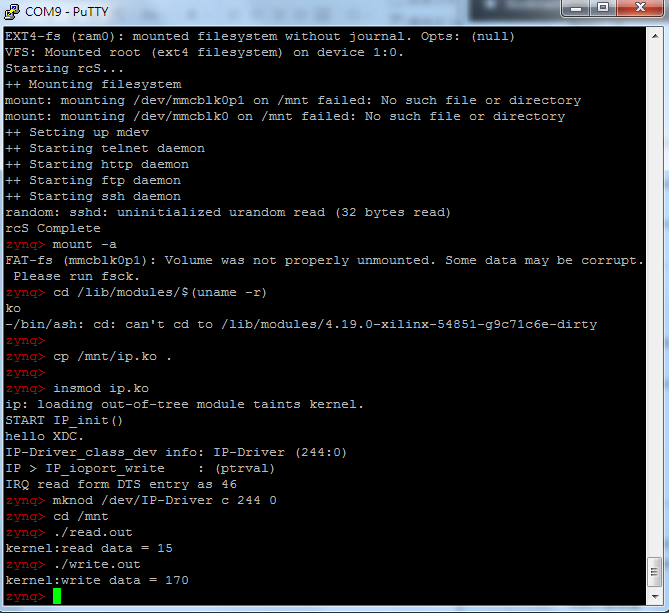 COM9 - PuTTY
EXT4-fs (ram0): mounted filesystem without journal. Opts: (null)
VFS: Mounted root (ext4 filesystem) on device 1:0.
Starting rcS...
++ Mounting filesystem
mount: mounting /dev/mmcblk0p1 on /mnt failed: No such file or directory
mount: mounting /dev/mmcblk0 on /mnt failed: No such file or directory
++ Setting up mdev
++ Starting telnet daemon
++ Starting http daemon
++ Starting ftp daemon
++ Starting ssh daemon
random: sshd: uninitialized urandom read (32 bytes read)
rcS Complete
zynq> mount -a
FAT-fs (mmcblk0p1): Volume was not properly unmounted. Some data may be corrupt.
 Please run fsck.
zynq> cd /lib/modules/$(uname -r)
ko
-/bin/ash: cd: can't cd to /lib/modules/4.19.0-xilinx-54851-g9c71c6e-dirty
zynq>
zynq> cp /mnt/ip.ko .
zynq>
zynq> insmod ip.ko
ip: loading out-of-tree module taints kernel.
START IP_init()
hello XDC.
IP-Driver_class_dev info: IP-Driver (244:0)
IP > IP_ioport_write    : (ptrval)
IRQ read form DTS entry as 46
zynq> mknod /dev/IP-Driver c 244 0
zynq> cd /mnt
zynq> ./read.out
kernel:read data = 15
zynq> ./write.out
kernel:write data = 170
zynq>